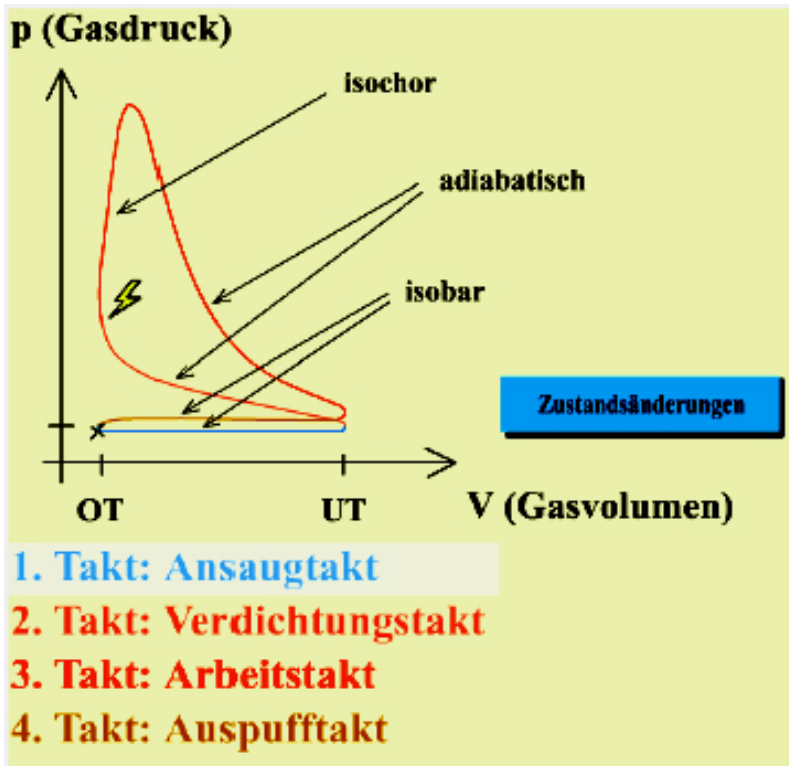 p (Gasdruck)
isochor
adiabatisch
isobar
Zustandsänderungen
OT
UT
V (Gasvolumen)
1. Takt: Ansaugtakt
2. Takt: Verdichtungstakt
3. Takt: Arbeitstakt
4. Takt: Auspufftakt